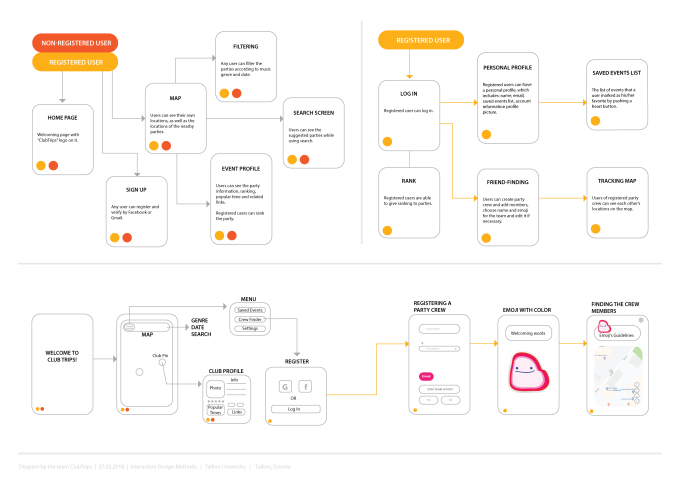 NON-REGISTERED USER
REGISTERED USER
HOME PAGE
Welcoming page with
"ClubTrips" logo on it.
SIGN UP
Any user can register and
verify by Facebook or
Gmail.
MAP
Users can see their own
locations, as well as the
locations of the nearby
parties.
FILTERING
Any user can filter the
parties according to music
genre and date.
SEARCH SCREEN
Users can see the
suggested parties while
using search.
EVENT PROFILE
Users can see the party
information, ranking,
popular time and related
links.
Registered users can rank
the party.
REGISTERED USER
LOG IN
Registered user can log in.
RANK
Registered users are able
to give ranking to parties.
PERSONAL PROFILE
Registered users can have
a personal profile, which
includes name, email,
saved events list, account
information profile
picture.
SAVED EVENTS LIST
The list of events that a
user marked as his/her
favorite by pushing a
heart button.
FRIEND-FINDING
Users can create party
crew and add members,
choose name and emoji
for the team and edit it if
necessary.
TRACKING MAP
Users of registered party
crew can see each other's
locations on the map.
WELCOME TO
CLUB TRIPS!
MAP
Club Pin
GENRE
DATE
SEARCH
MENU
Saved Events
Crew Finder
Settings
CLUB PROFILE
Photo
Info
Popular
Times
Links
REGISTER
G
f
OR
Log In
REGISTERING A
PARTY CREW
EMOJI WITH COLOR
Welcoming words
FINDING THE CREW
MEMBERS
Emoji's Guidelines
Diagram by the team ClubTrips | 27.02.2018 | Interaction Design Methods | Tallinn University | Tallinn, Estonia